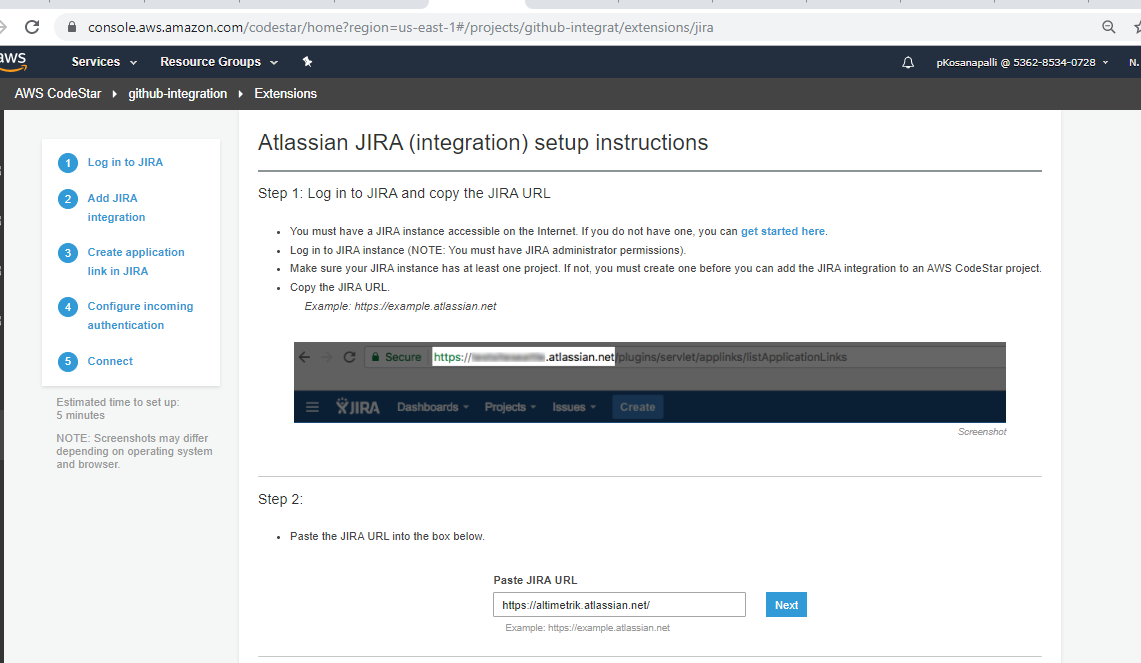 console.aws.amazon.com/codestar/home?region=us-east-1#/projects/github-integrat/extensions/jira
aws Services Resource Groups pKosanapalli @ 5362-8534-0728 N.
AWS CodeStar github-integration Extensions
1 Log in to JIRA
2 Add JIRA
integration
3 Create application
link in JIRA
4 Configure incoming
authentication
5 Connect
Estimated time to set up:
5 minutes
NOTE: Screenshots may differ
depending on operating system
and browser.
Atlassian JIRA (integration) setup instructions
Step 1: Log in to JIRA and copy the JIRA URL
• You must have a JIRA instance accessible on the Internet. If you do not have one, you can get started here.
• Log in to JIRA instance (NOTE: You must have JIRA administrator permissions).
• Make sure your JIRA instance has at least one project. If not, you must create one before you can add the JIRA integration to an AWS CodeStar project.
• Copy the JIRA URL.
Example: https://example.atlassian.net
Secure https:// .atlassian.net/plugins/servlet/applinks/listApplicationLinks
JIRA Dashboards Projects Issues Create
Screenshot
Step 2:
• Paste the JIRA URL into the box below.
Paste JIRA URL
https://altimetrik.atlassian.net/ Next
Example: https://example.atlassian.net